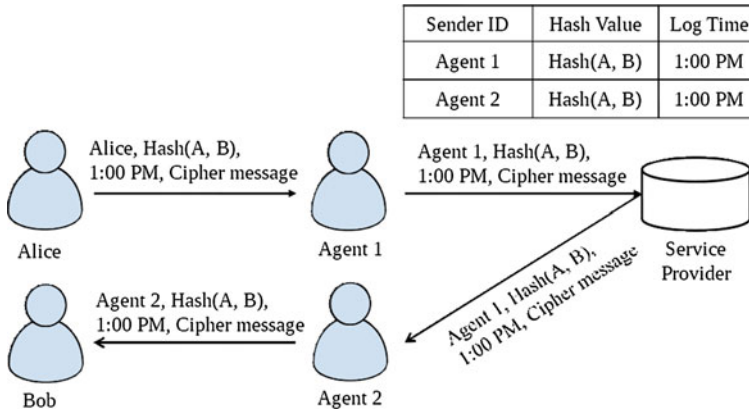 Sender ID Hash Value Log Time
Agent 1 Hash(A, B) 1:00 PM
Agent 2 Hash(A, B) 1:00 PM
Alice, Hash(A, B),
1:00 PM, Cipher message
Agent 1, Hash(A, B),
1:00 PM, Cipher message
Alice
Agent 1
Service
Provider
Agent 1, Hash(A, B),
1:00 PM, Cipher message
Agent 2, Hash(A, B),
1:00 PM, Cipher message
Bob
Agent 2